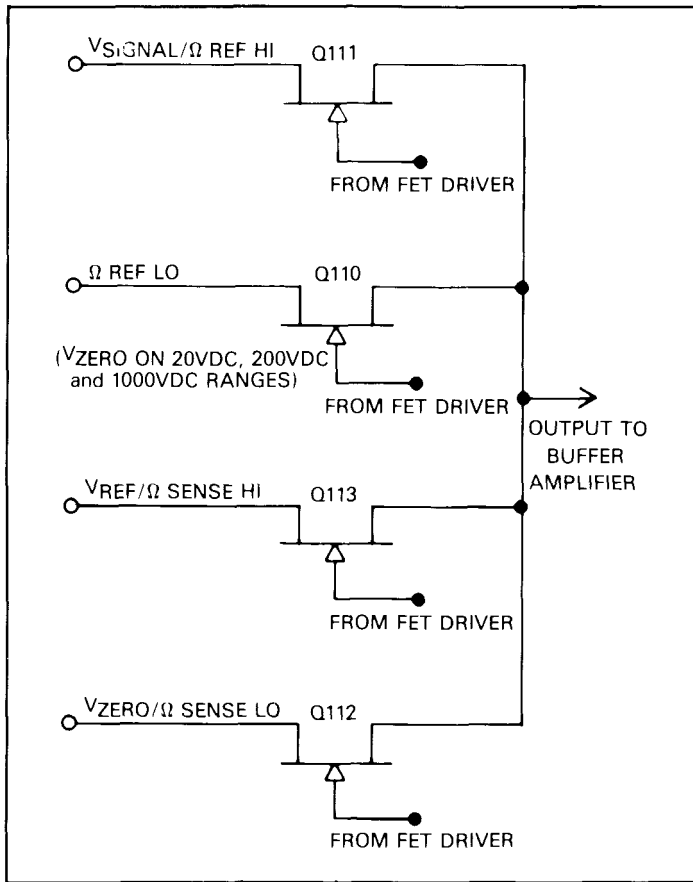 VSIGNAL/Ω REF HI
Q111
FROM FET DRIVER
Ω REF LO
Q110
(VZERO ON 20VDC, 200VDC
and 1000VDC RANGES)
FROM FET DRIVER
OUTPUT TO
BUFFER
AMPLIFIER
VREF/Ω SENSE HI
Q113
FROM FET DRIVER
VZERO/Ω SENSE LO
Q112
FROM FET DRIVER